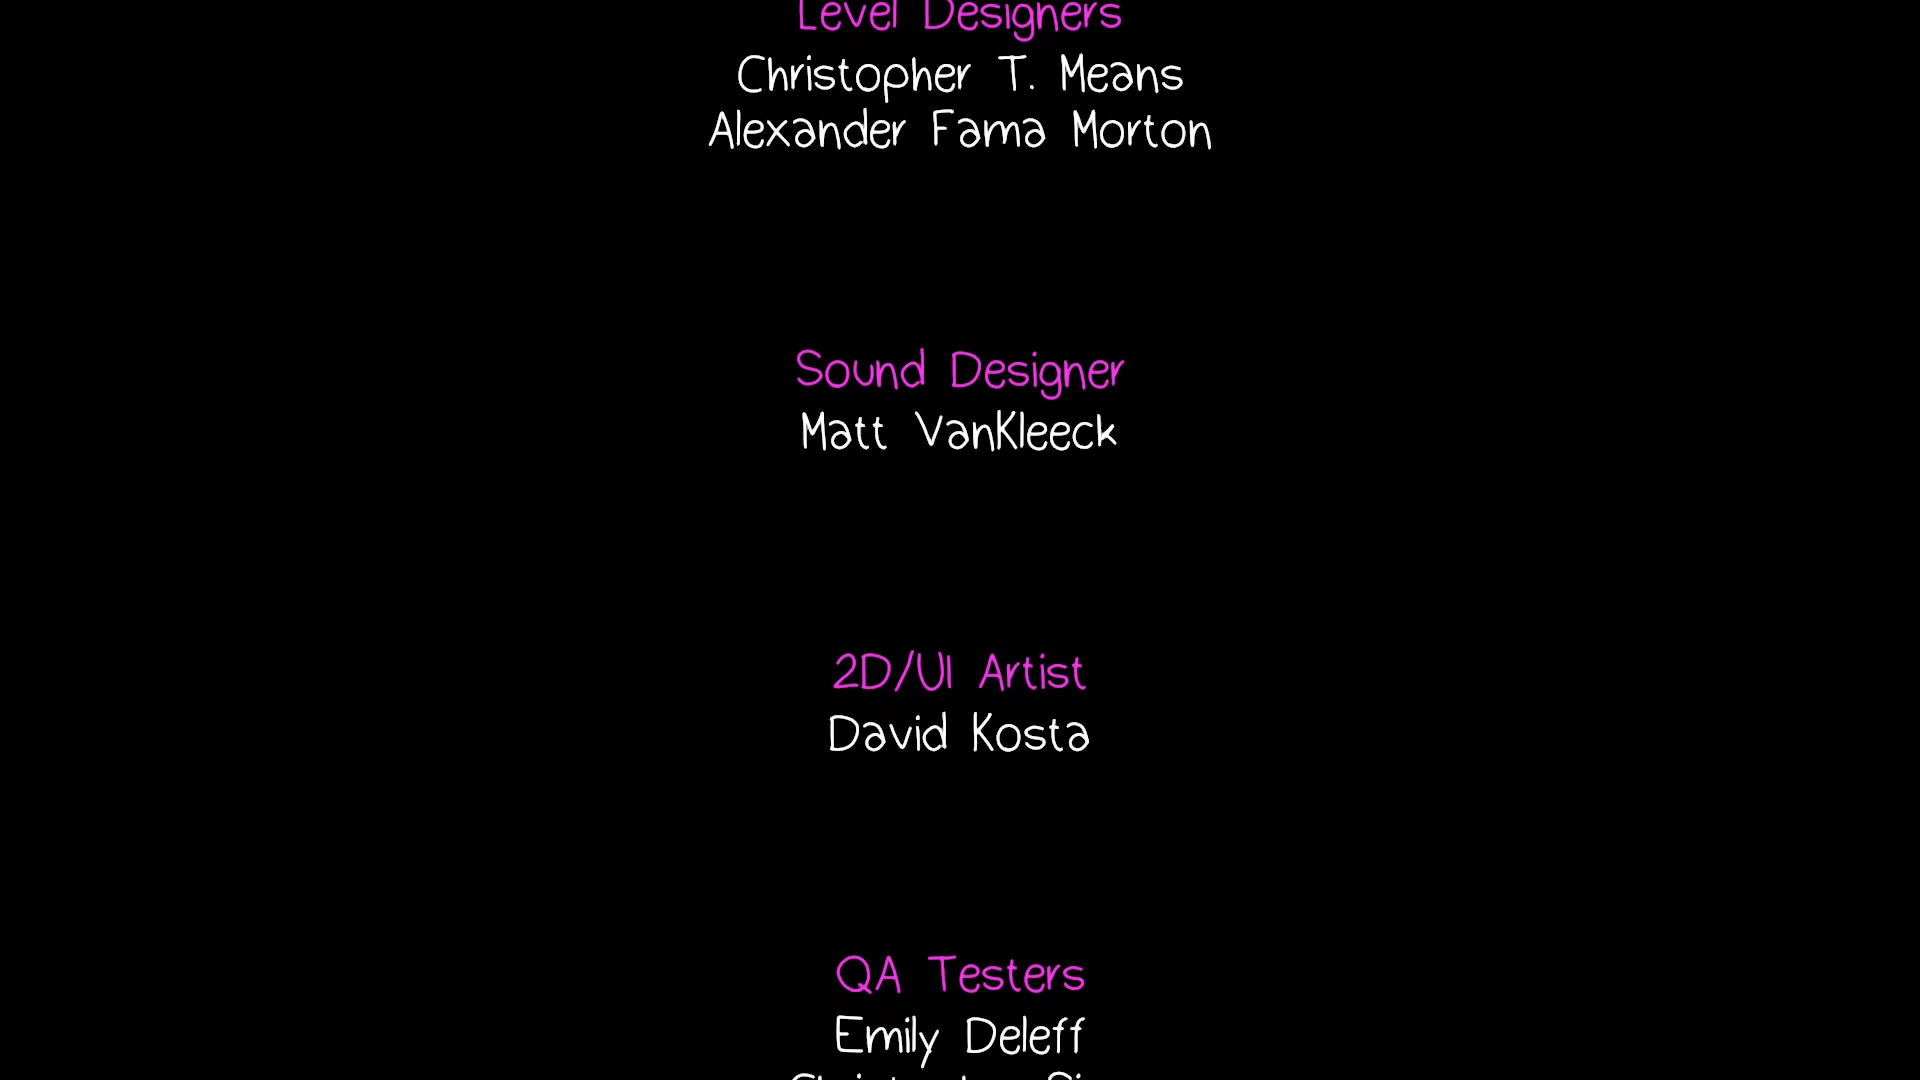 Level Designers
Christopher T. Means
Alexander Fama Morton
Sound Designer
Matt VanKleeck
2D/UI Artist
David Kosta
QA Testers
Emily Deleff